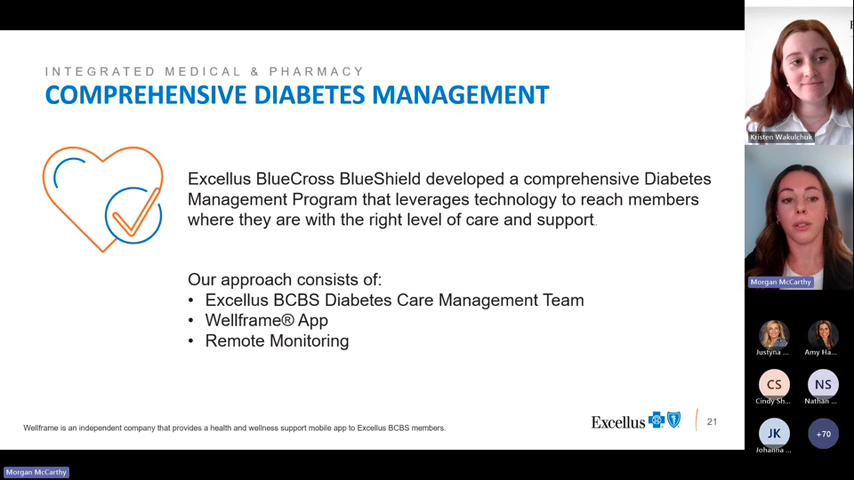 INTEGRATED MEDICAL & PHARMACY
COMPREHENSIVE DIABETES MANAGEMENT
Excellus BlueCross BlueShield developed a comprehensive Diabetes
Management Program that leverages technology to reach members
where they are with the right level of care and support.
Our approach consists of:
• Excellus BCBS Diabetes Care Management Team
• Wellframe® App
• Remote Monitoring
Wellframe is an independent company that provides a health and wellness support mobile app to Excellus BCBS members.
Excellus
21
Kristen Wakulchuk
Morgan McCarthy
Justyna ...
Amy Ha...
CS
Cindy Sh...
NS
Nathan ...
JK
Johanna ...
+70
Morgan McCarthy